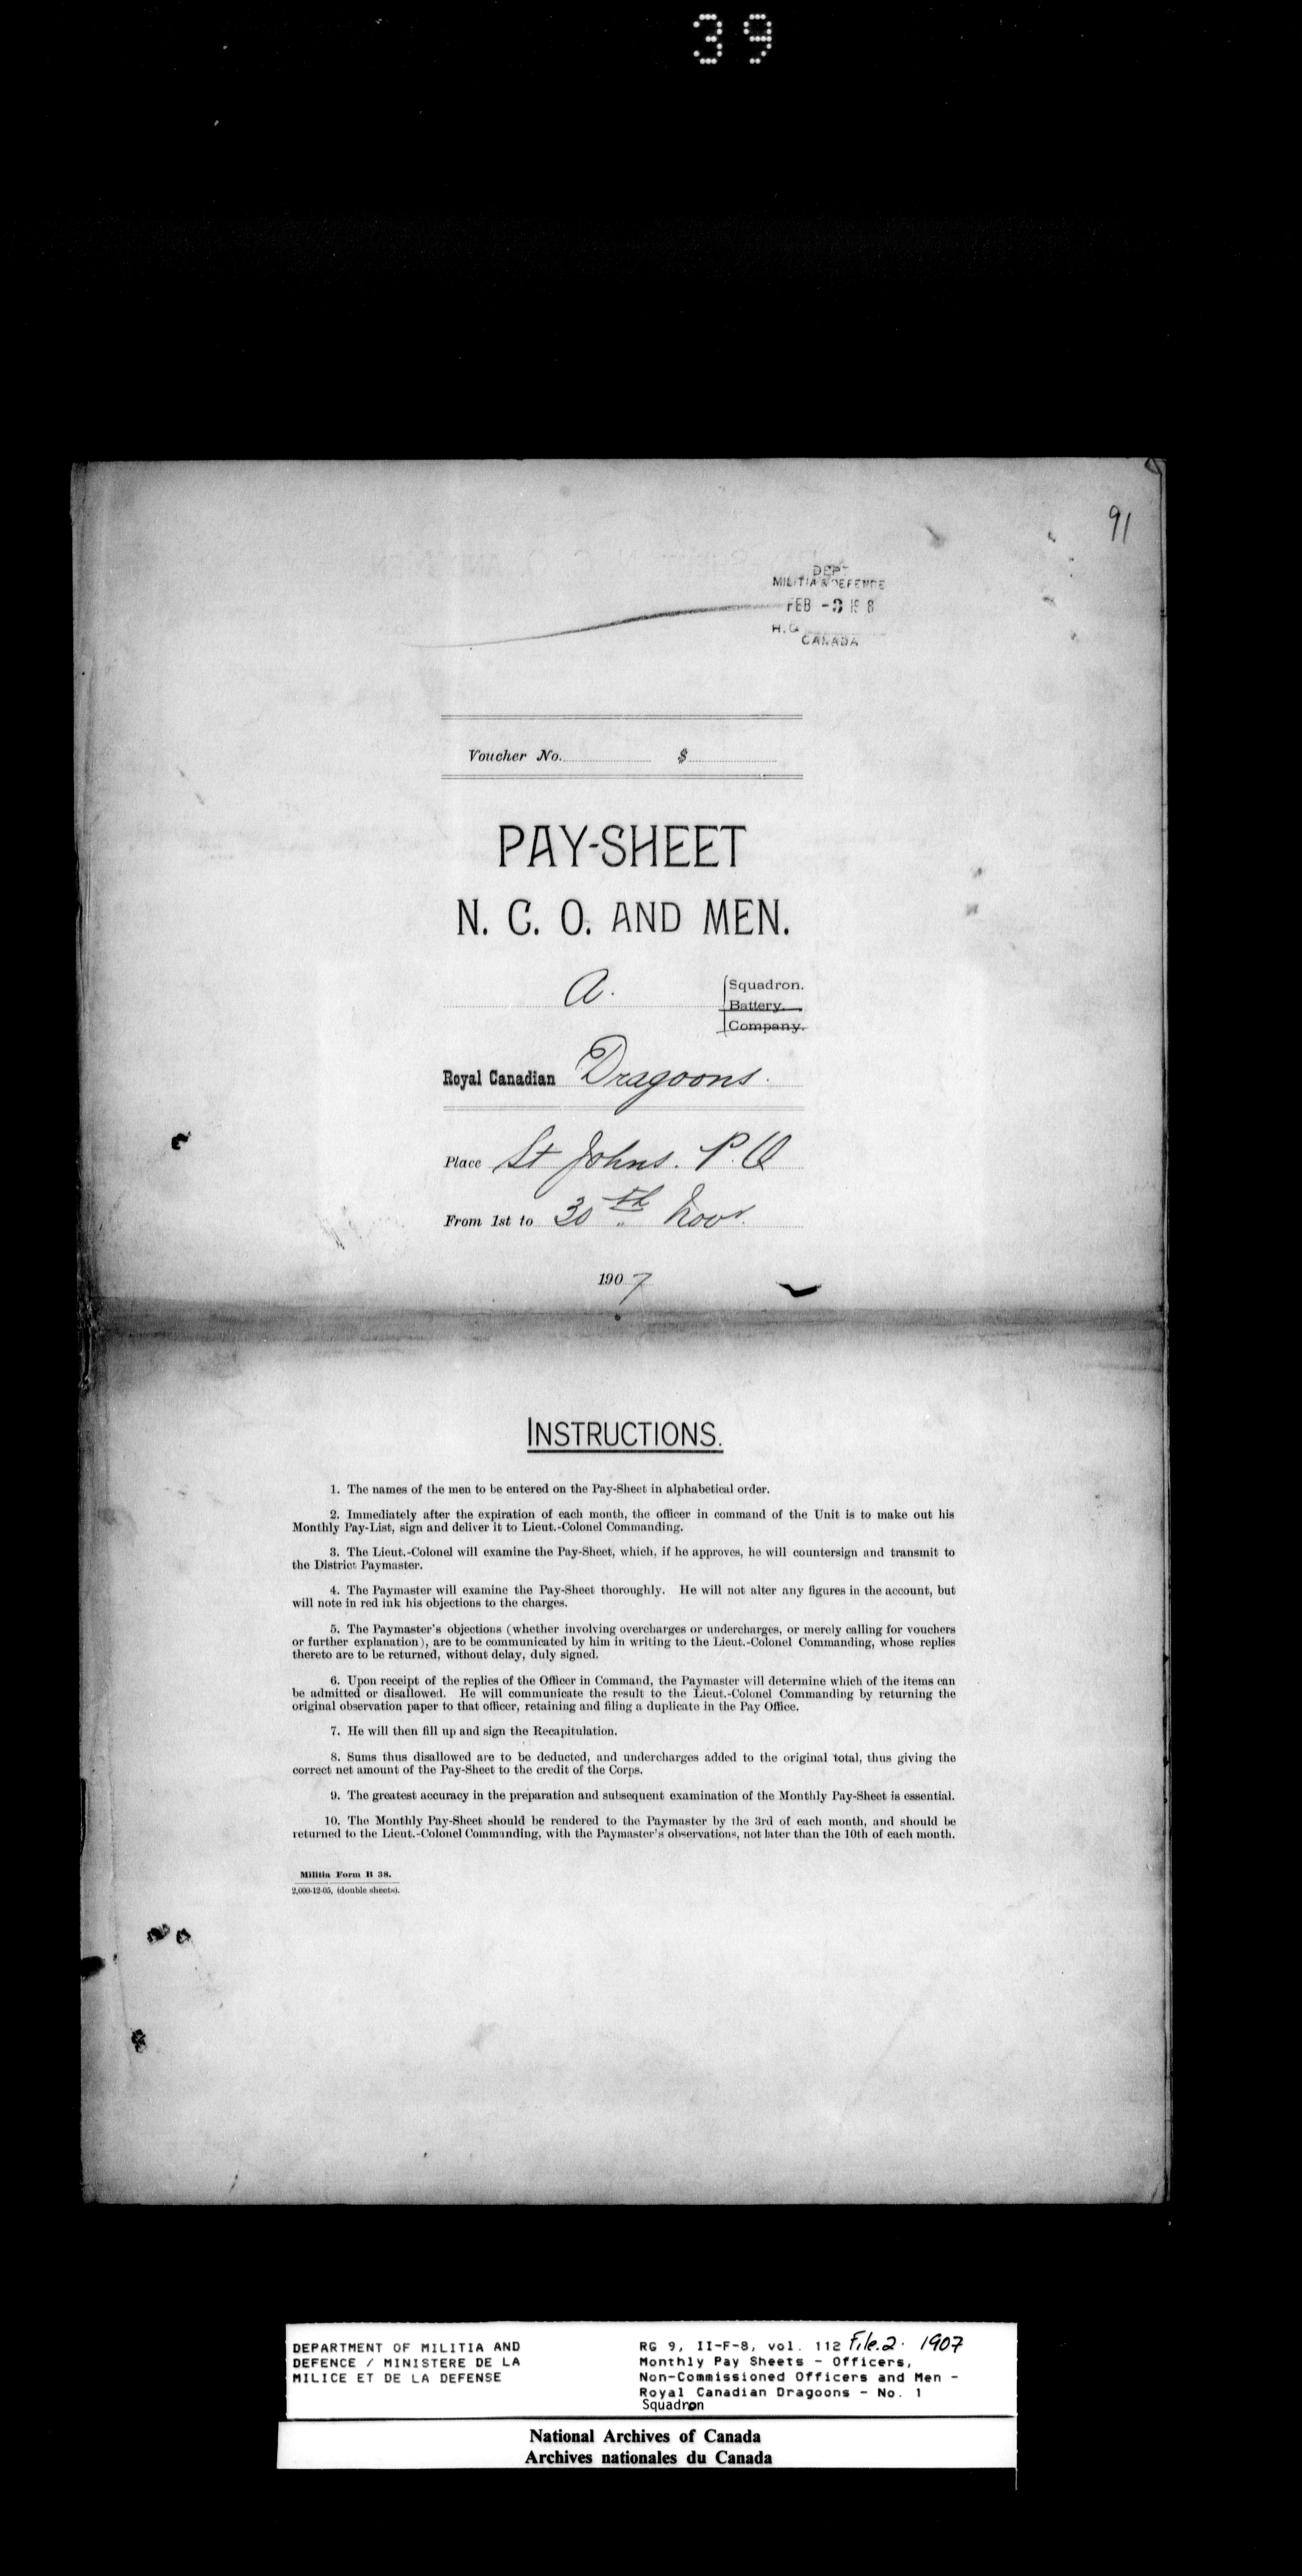 39
91
DEPT
MILITIA & DEFENCE
FEB -3 19 8
H.Q.
CANADA
Voucher No. $
PAY-SHEET
N. C. O. AND MEN.
A. Squadron.
Battery.
Company.
Royal Canadian Dragoons.
Place St Johns. P.Q
From 1st to 30th Novr.
1907
INSTRUCTIONS.
1. The names of the men to be entered on the Pay-Sheet in alphabetical order.
2. Immediately after the expiration of each month, the officer in command of the Unit is to make out his
Monthly Pay-List, sign and deliver it to Lieut.-Colonel Commanding.
3. The Lieut.-Colonel will examine the Pay-Sheet, which, if he approves, he will countersign and transmit to
the District Paymaster.
4. The Paymaster will examine the Pay-Sheet thoroughly. He will not alter any figures in the account, but
will note in red ink his objections to the charges.
5. The Paymaster's objections (whether involving overcharges or undercharges, or merely calling for vouchers
or further explanation), are to be communicated by him in writing to the Lieut.-Colonel Commanding, whose replies
thereto are to be returned, without delay, duly signed.
6. Upon receipt of the replies of the Officer in Command, the Paymaster will determine which of the items can
be admitted or disallowed. He will communicate the result to the Lieut.-Colonel Commanding by returning the
original observation paper to that officer, retaining and filing a duplicate in the Pay Office.
7. He will then fill up and sign the Recapitulation.
8. Sums thus disallowed are to be deducted, and undercharges added to the original total, thus giving the
correct net amount of the Pay-Sheet to the credit of the Corps.
9. The greatest accuracy in the preparation and subsequent examination of the Monthly Pay-Sheet is essential.
10. The Monthly Pay-Sheet should be rendered to the Paymaster by the 3rd of each month, and should be
returned to the Lieut.-Colonel Commanding, with the Paymaster's observations, not later than the 10th of each month.
Militia Form B 38.
2,000-12-05, (double sheets).
DEPARTMENT OF MILITIA AND
DEFENCE / MINISTERE DE LA
MILICE ET DE LA DEFENSE
RG 9, II-F-8, vol. 112 File.2. 1907
Monthly Pay Sheets - Officers,
Non-Commissioned Officers and Men -
Royal Canadian Dragoons - No. 1
Squadron
National Archives of Canada
Archives nationales du Canada